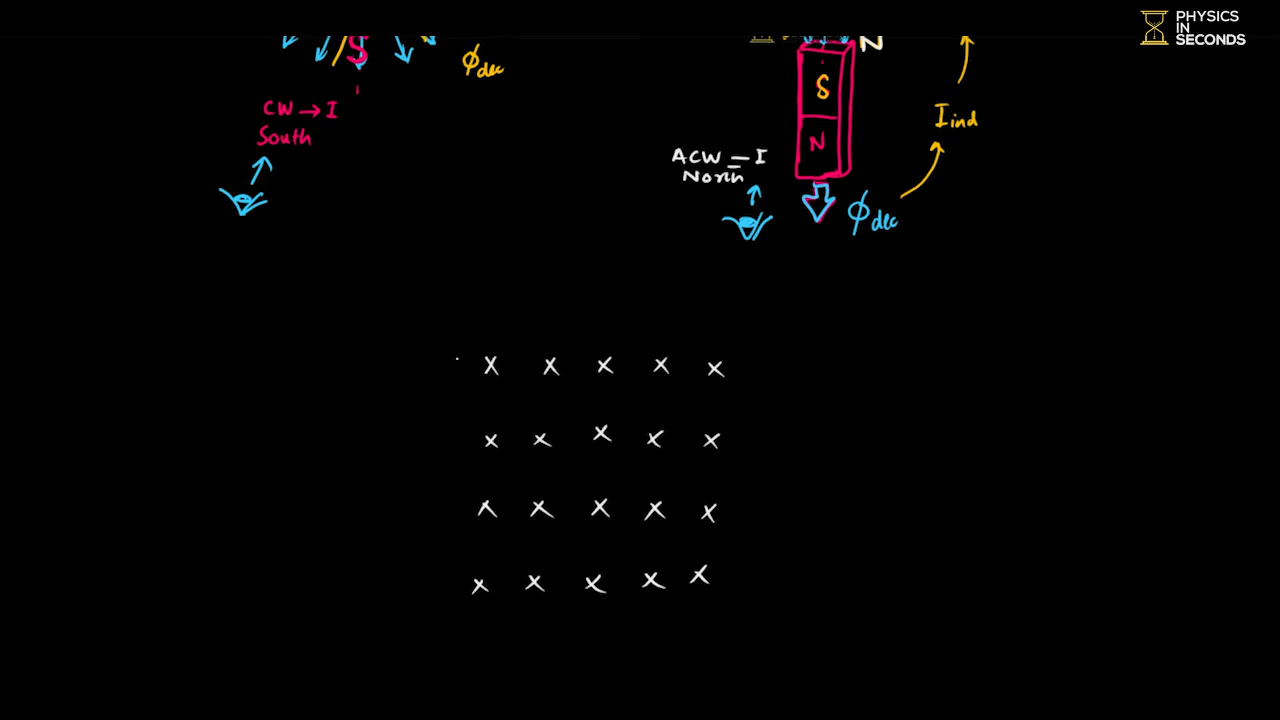 PHYSICS
IN
SECONDS
S
ϕdec
CW → I
South
N
S
N
Iind
ACW — I
North
ϕdec
x x x x x
x x x x x
x x x x x
x x x x x